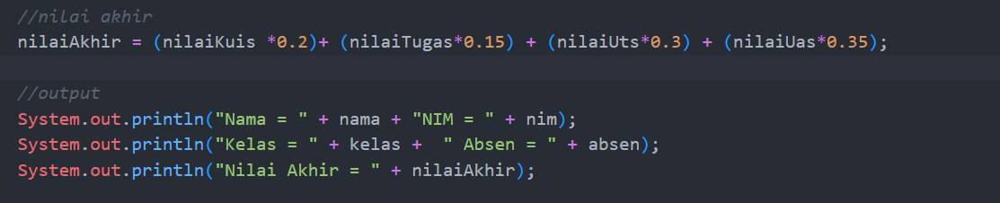 //nilai akhir
nilaiAkhir = (nilaiKuis *0.2)+ (nilaiTugas*0.15) + (nilaiUts*0.3) + (nilaiUas*0.35);
//output
System.out.println("Nama = " + nama + "NIM = " + nim);
System.out.println("Kelas = " + kelas +  " Absen = " + absen);
System.out.println("Nilai Akhir = " + nilaiAkhir);